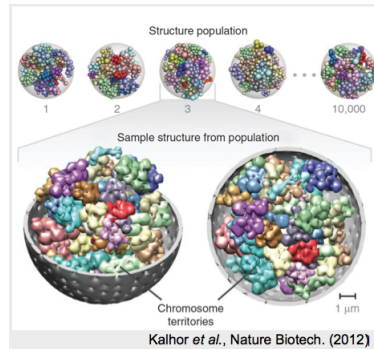 Structure population
1 2 3 4 10,000
Sample structure from population
Chromosome
territories
1 μm
Kalhor et al., Nature Biotech. (2012)